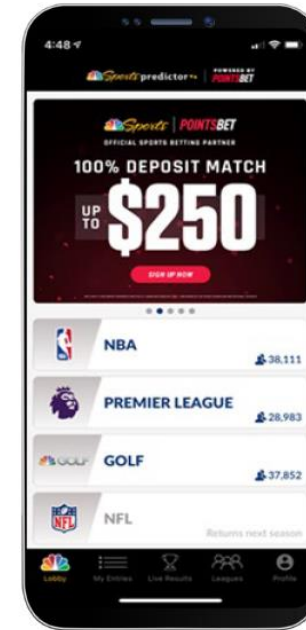 4:48
Sports predictor
POWERED BY
POINTSBET
Sports | POINTSBET
OFFICIAL SPORTS BETTING PARTNER
100% DEPOSIT MATCH
UP TO $250
SIGN UP NOW
NBA
38,111
PREMIER LEAGUE
28,983
GOLF GOLF
37,852
NFL NFL
Returns next season
Lobby My Entries Live Results Leagues Profile